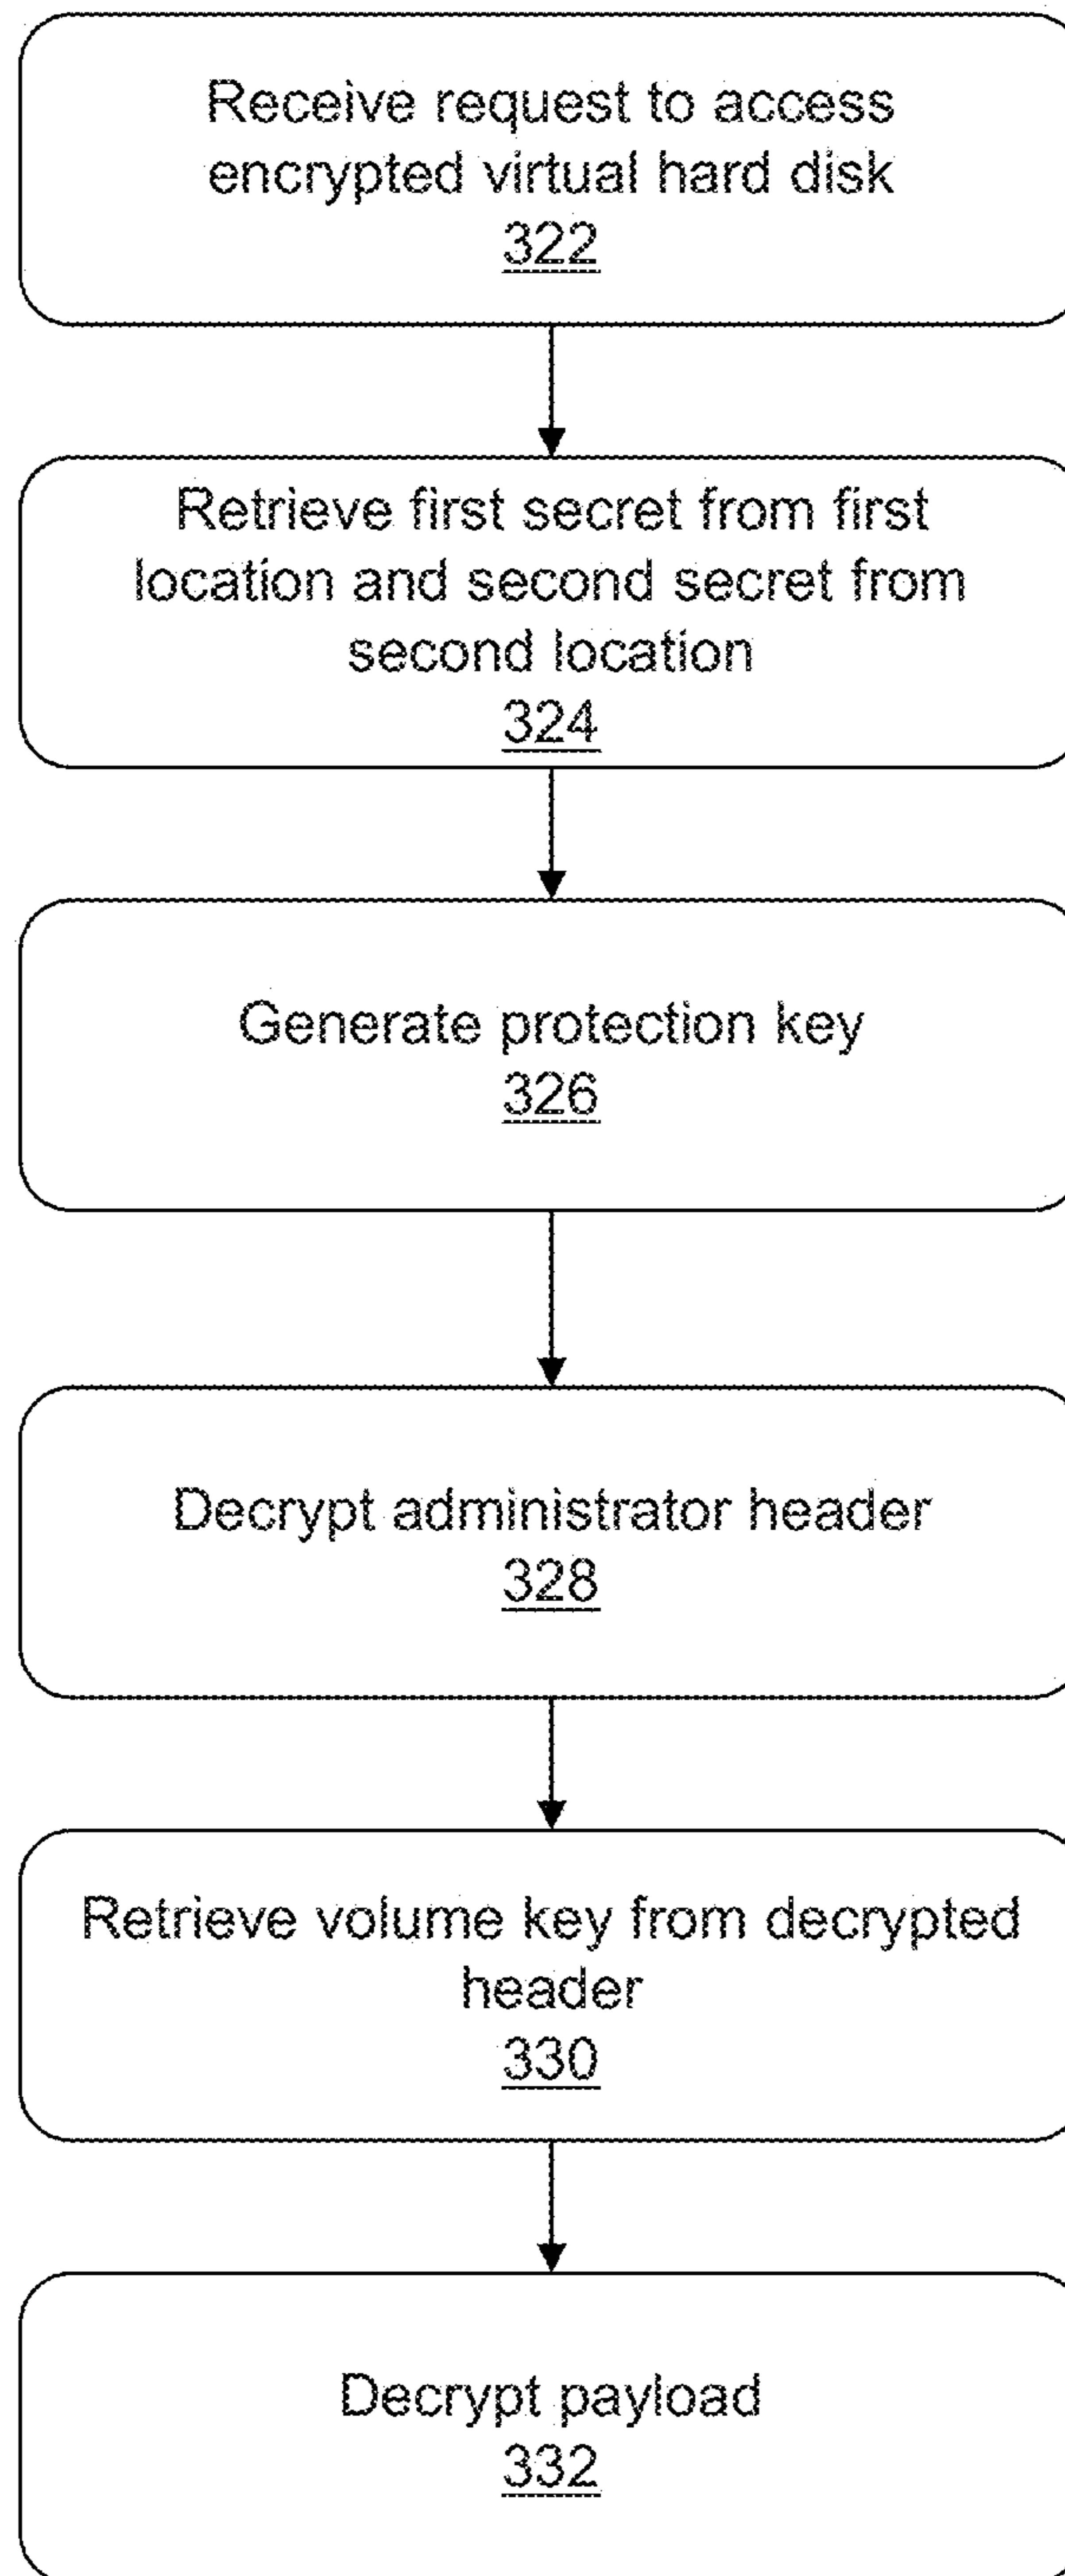 Receive request to access
encrypted virtual hard disk
322
Retrieve first secret from first
location and second secret from
second location
324
Generate protection key
326
Decrypt administrator header
328
Retrieve volume key from decrypted
header
330
Decrypt payload
332